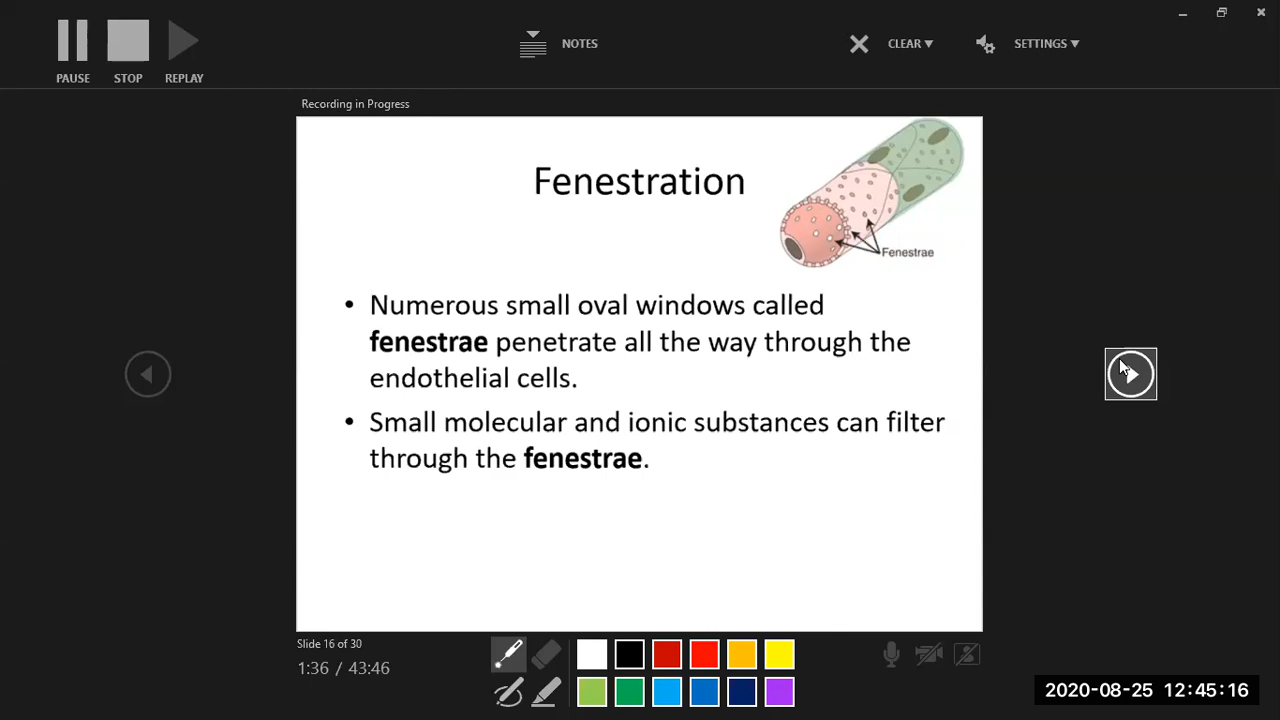 PAUSE STOP REPLAY
NOTES
CLEAR
SETTINGS
Recording in Progress
Fenestration
Fenestrae
• Numerous small oval windows called
fenestrae penetrate all the way through the
endothelial cells.
• Small molecular and ionic substances can filter
through the fenestrae.
Slide 16 of 30
1:36 / 43:46
2020-08-25 12:45:16